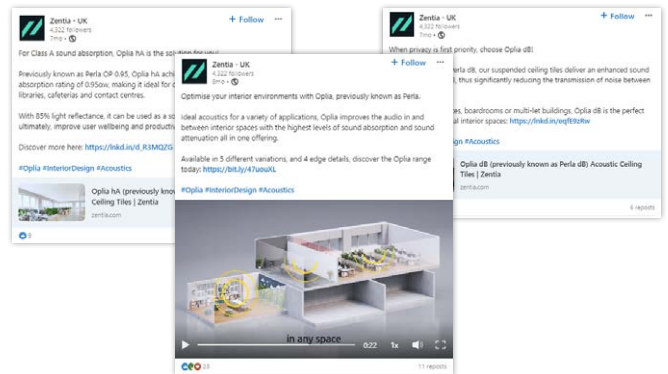 Zentia - UK
4,322 followers
7mo •
+ Follow
For Class A sound absorption, Oplia hA is the solution for you!
Previously known as Perla OP 0.95, Oplia hA achi
absorption rating of 0.95αw, making it ideal for
libraries, cafeterias and contact centres.
With 85% light reflectance, it can be used as a so
ultimately, improve user wellbeing and producti
Discover more here: https://lnkd.in/d_R3MQZG
#Oplia #InteriorDesign #Acoustics
Oplia hA (previously know
Ceiling Tiles | Zentia
zentia.com
Zentia - UK
4,322 followers
8mo •
+ Follow
Optimise your interior environments with Oplia, previously known as Perla.
Ideal acoustics for a variety of applications, Oplia improves the audio in and
between interior spaces with the highest levels of sound absorption and sound
attenuation all in one offering.
Available in 5 different variations, and 4 edge details, discover the Oplia range
today: https://bit.ly/47uouXL
#Oplia #InteriorDesign #Acoustics
in any space
0:22
1x
23
11 reposts
Zentia - UK
4,322 followers
7mo •
+ Follow
When privacy is first priority, choose Oplia dB!
erla dB, our suspended ceiling tiles deliver an enhanced sound
, thus significantly reducing the transmission of noise between
es, boardrooms or multi-let buildings, Oplia dB is the perfect
al interior spaces: https://lnkd.in/eqfE9zRw
n #Acoustics
Oplia dB (previously known as Perla dB) Acoustic Ceiling
Tiles | Zentia
zentia.com
6 reposts